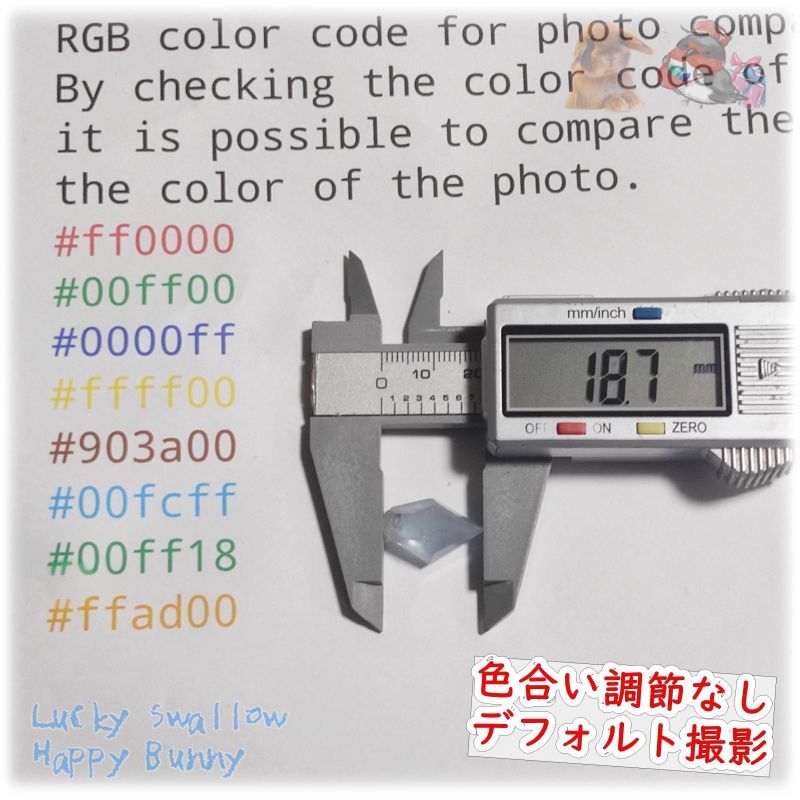 RGB color code for photo comp
By checking the color code of
it is possible to compare the
the color of the photo.
#ff0000
#00ff00
#0000ff
#ffff00
#903a00
#00fcff
#00ff18
#ffad00
mm/inch
18.7 mm
OFF ON ZERO
0 10 20
1 2 3 4 5 6 7
色合い調節なし
デフォルト撮影
Lucky Swallow
Happy Bunny